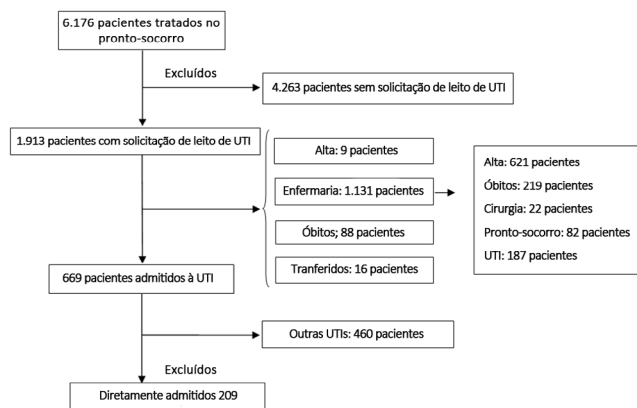 6.176 pacientes tratados no
pronto-socorro
Excluídos
4.263 pacientes sem solicitação de leito de UTI
1.913 pacientes com solicitação de leito de UTI
Alta: 9 pacientes
Enfermaria: 1.131 pacientes
Óbitos; 88 pacientes
Tranferidos: 16 pacientes
Alta: 621 pacientes
Óbitos: 219 pacientes
Cirurgia: 22 pacientes
Pronto-socorro: 82 pacientes
UTI: 187 pacientes
669 pacientes admitidos à UTI
Outras UTIs: 460 pacientes
Excluídos
Diretamente admitidos 209